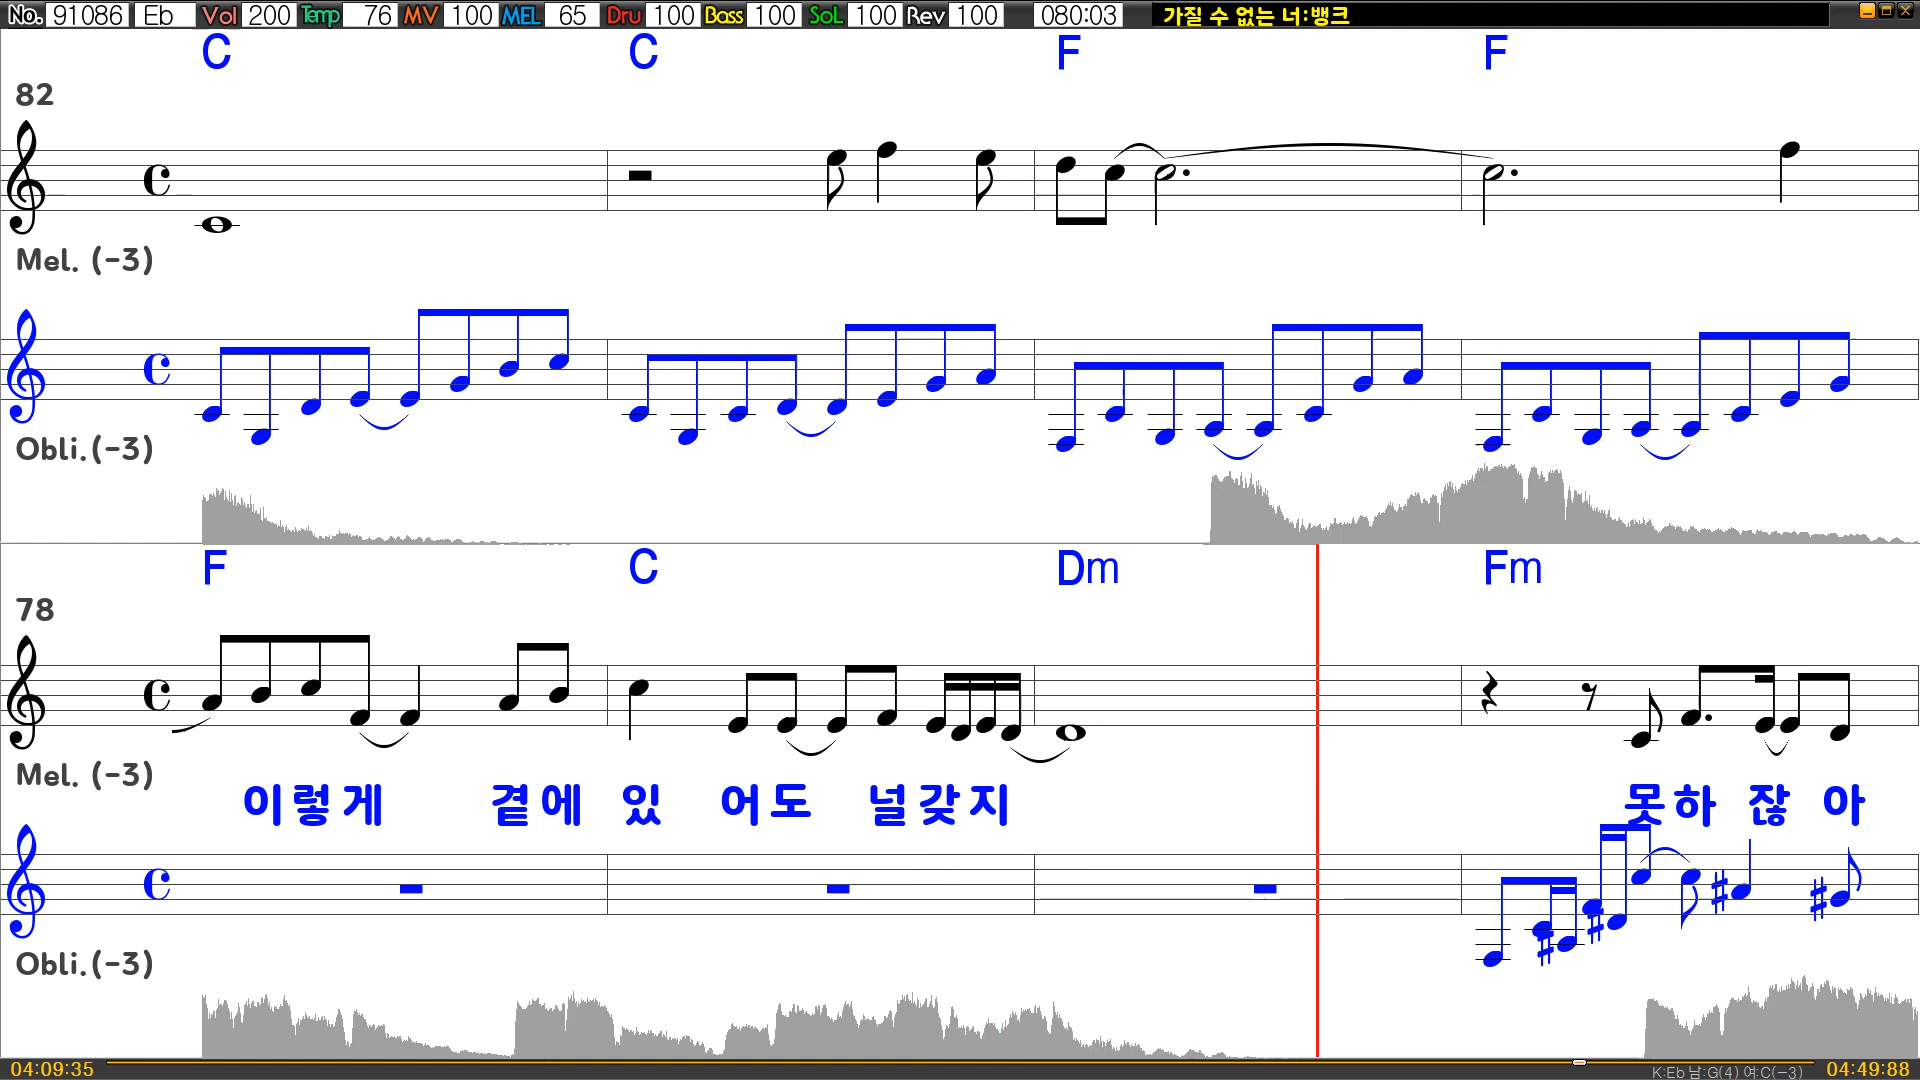 No. 91086 Eb Vol 200 Temp 76 MV 100 MEL 65 Dru 100 Bass 100 SoL 100 Rev 100 080:03 가질 수 없는 너:뱅크
C C F F
82
Mel. (-3)
Obli.(-3)
F C Dm Fm
78
Mel. (-3)
이렇게 곁에 있 어도 널갖지 못하 잖 아
Obli.(-3)
04:09:35 K:Eb 남:G(4) 여:C(-3) 04:49:88